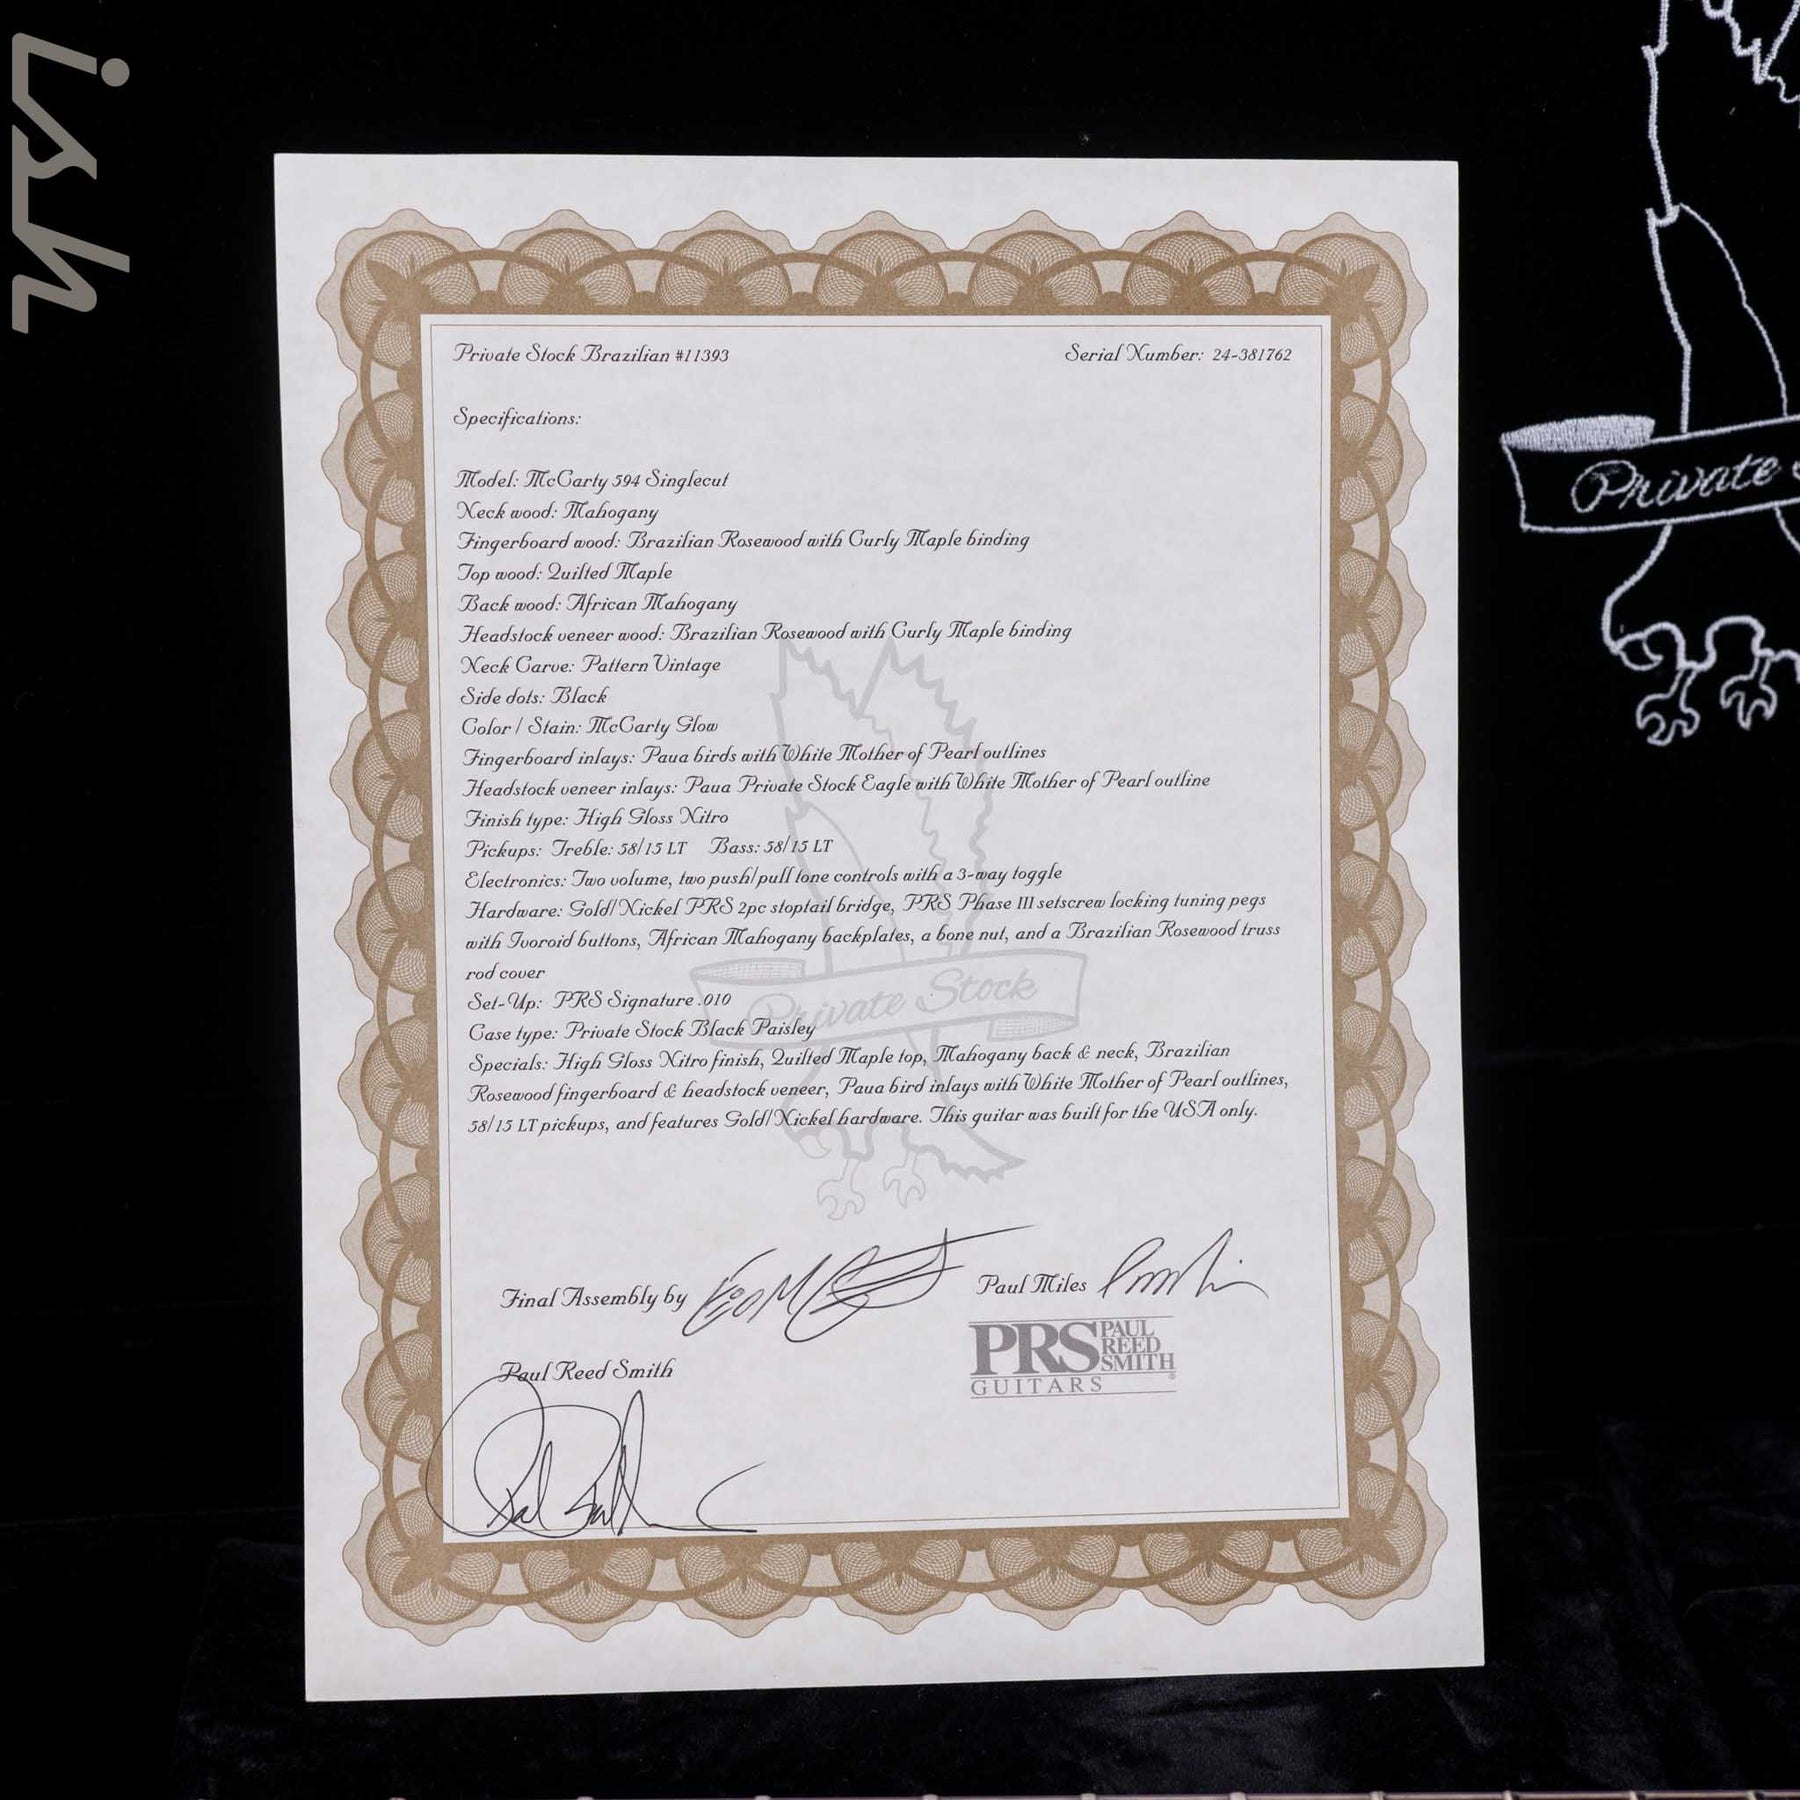 ish
Private Stock Brazilian #11393
Serial Number: 24-381762
Specifications:
Model: McCarty 594 Singlecut
Neck wood: Mahogany
Fingerboard wood: Brazilian Rosewood with Curly Maple binding
Top wood: Quilted Maple
Back wood: African Mahogany
Headstock veneer wood: Brazilian Rosewood with Curly Maple binding
Neck Carve: Pattern Vintage
Side dots: Black
Color / Stain: McCarty Glow
Fingerboard inlays: Paua birds with White Mother of Pearl outlines
Headstock veneer inlays: Paua Private Stock Eagle with White Mother of Pearl outline
Finish type: High Gloss Nitro
Pickups: Treble: 58/15 LT Bass: 58/15 LT
Electronics: Two volume, two push/pull tone controls with a 3-way toggle
Hardware: Gold/Nickel PRS 2pc stoptail bridge, PRS Phase III setscrew locking tuning pegs
with Ivoroid buttons, African Mahogany backplates, a bone nut, and a Brazilian Rosewood truss
rod cover
Set-Up: PRS Signature .010
Case type: Private Stock Black Paisley
Specials: High Gloss Nitro finish, Quilted Maple top, Mahogany back & neck, Brazilian
Rosewood fingerboard & headstock veneer, Paua bird inlays with White Mother of Pearl outlines,
58/15 LT pickups, and features Gold/Nickel hardware. This guitar was built for the USA only.
Private Stock
Final Assembly by
Paul Miles
PRS PAUL
REED
SMITH
GUITARS
Paul Reed Smith
Private